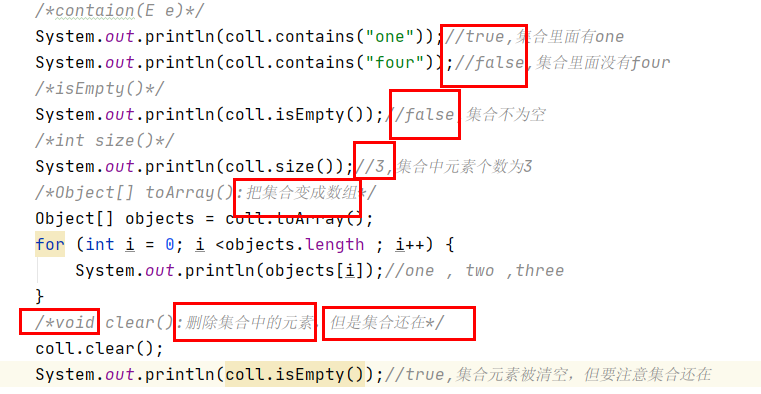 /*contaion(E e)*/
System.out.println(coll.contains("one"));//true,集合里面有one
System.out.println(coll.contains("four"));//false,集合里面没有four
/*isEmpty()*/
System.out.println(coll.isEmpty());//false,集合不为空
/*int size()*/
System.out.println(coll.size());//3,集合中元素个数为3
/*Object[] toArray():把集合变成数组*/
Object[] objects = coll.toArray();
for (int i = 0; i <objects.length ; i++) {
System.out.println(objects[i]);//one , two ,three
}
/*void clear():删除集合中的元素，但是集合还在*/
coll.clear();
System.out.println(coll.isEmpty());//true,集合元素被清空，但要注意集合还在